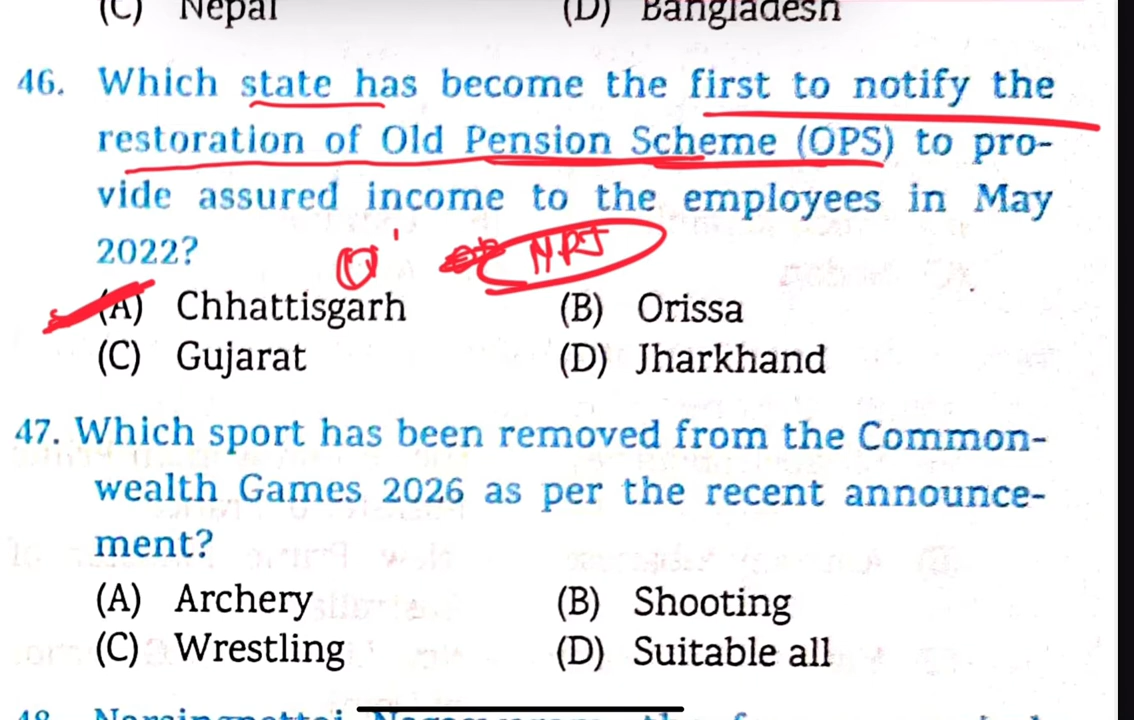 (C) Nepal (D) Bangladesh
46. Which state has become the first to notify the
restoration of Old Pension Scheme (OPS) to pro-
vide assured income to the employees in May
2022?
(A) Chhattisgarh (B) Orissa
(C) Gujarat (D) Jharkhand
47. Which sport has been removed from the Common-
wealth Games 2026 as per the recent announce-
ment?
(A) Archery (B) Shooting
(C) Wrestling (D) Suitable all
48.